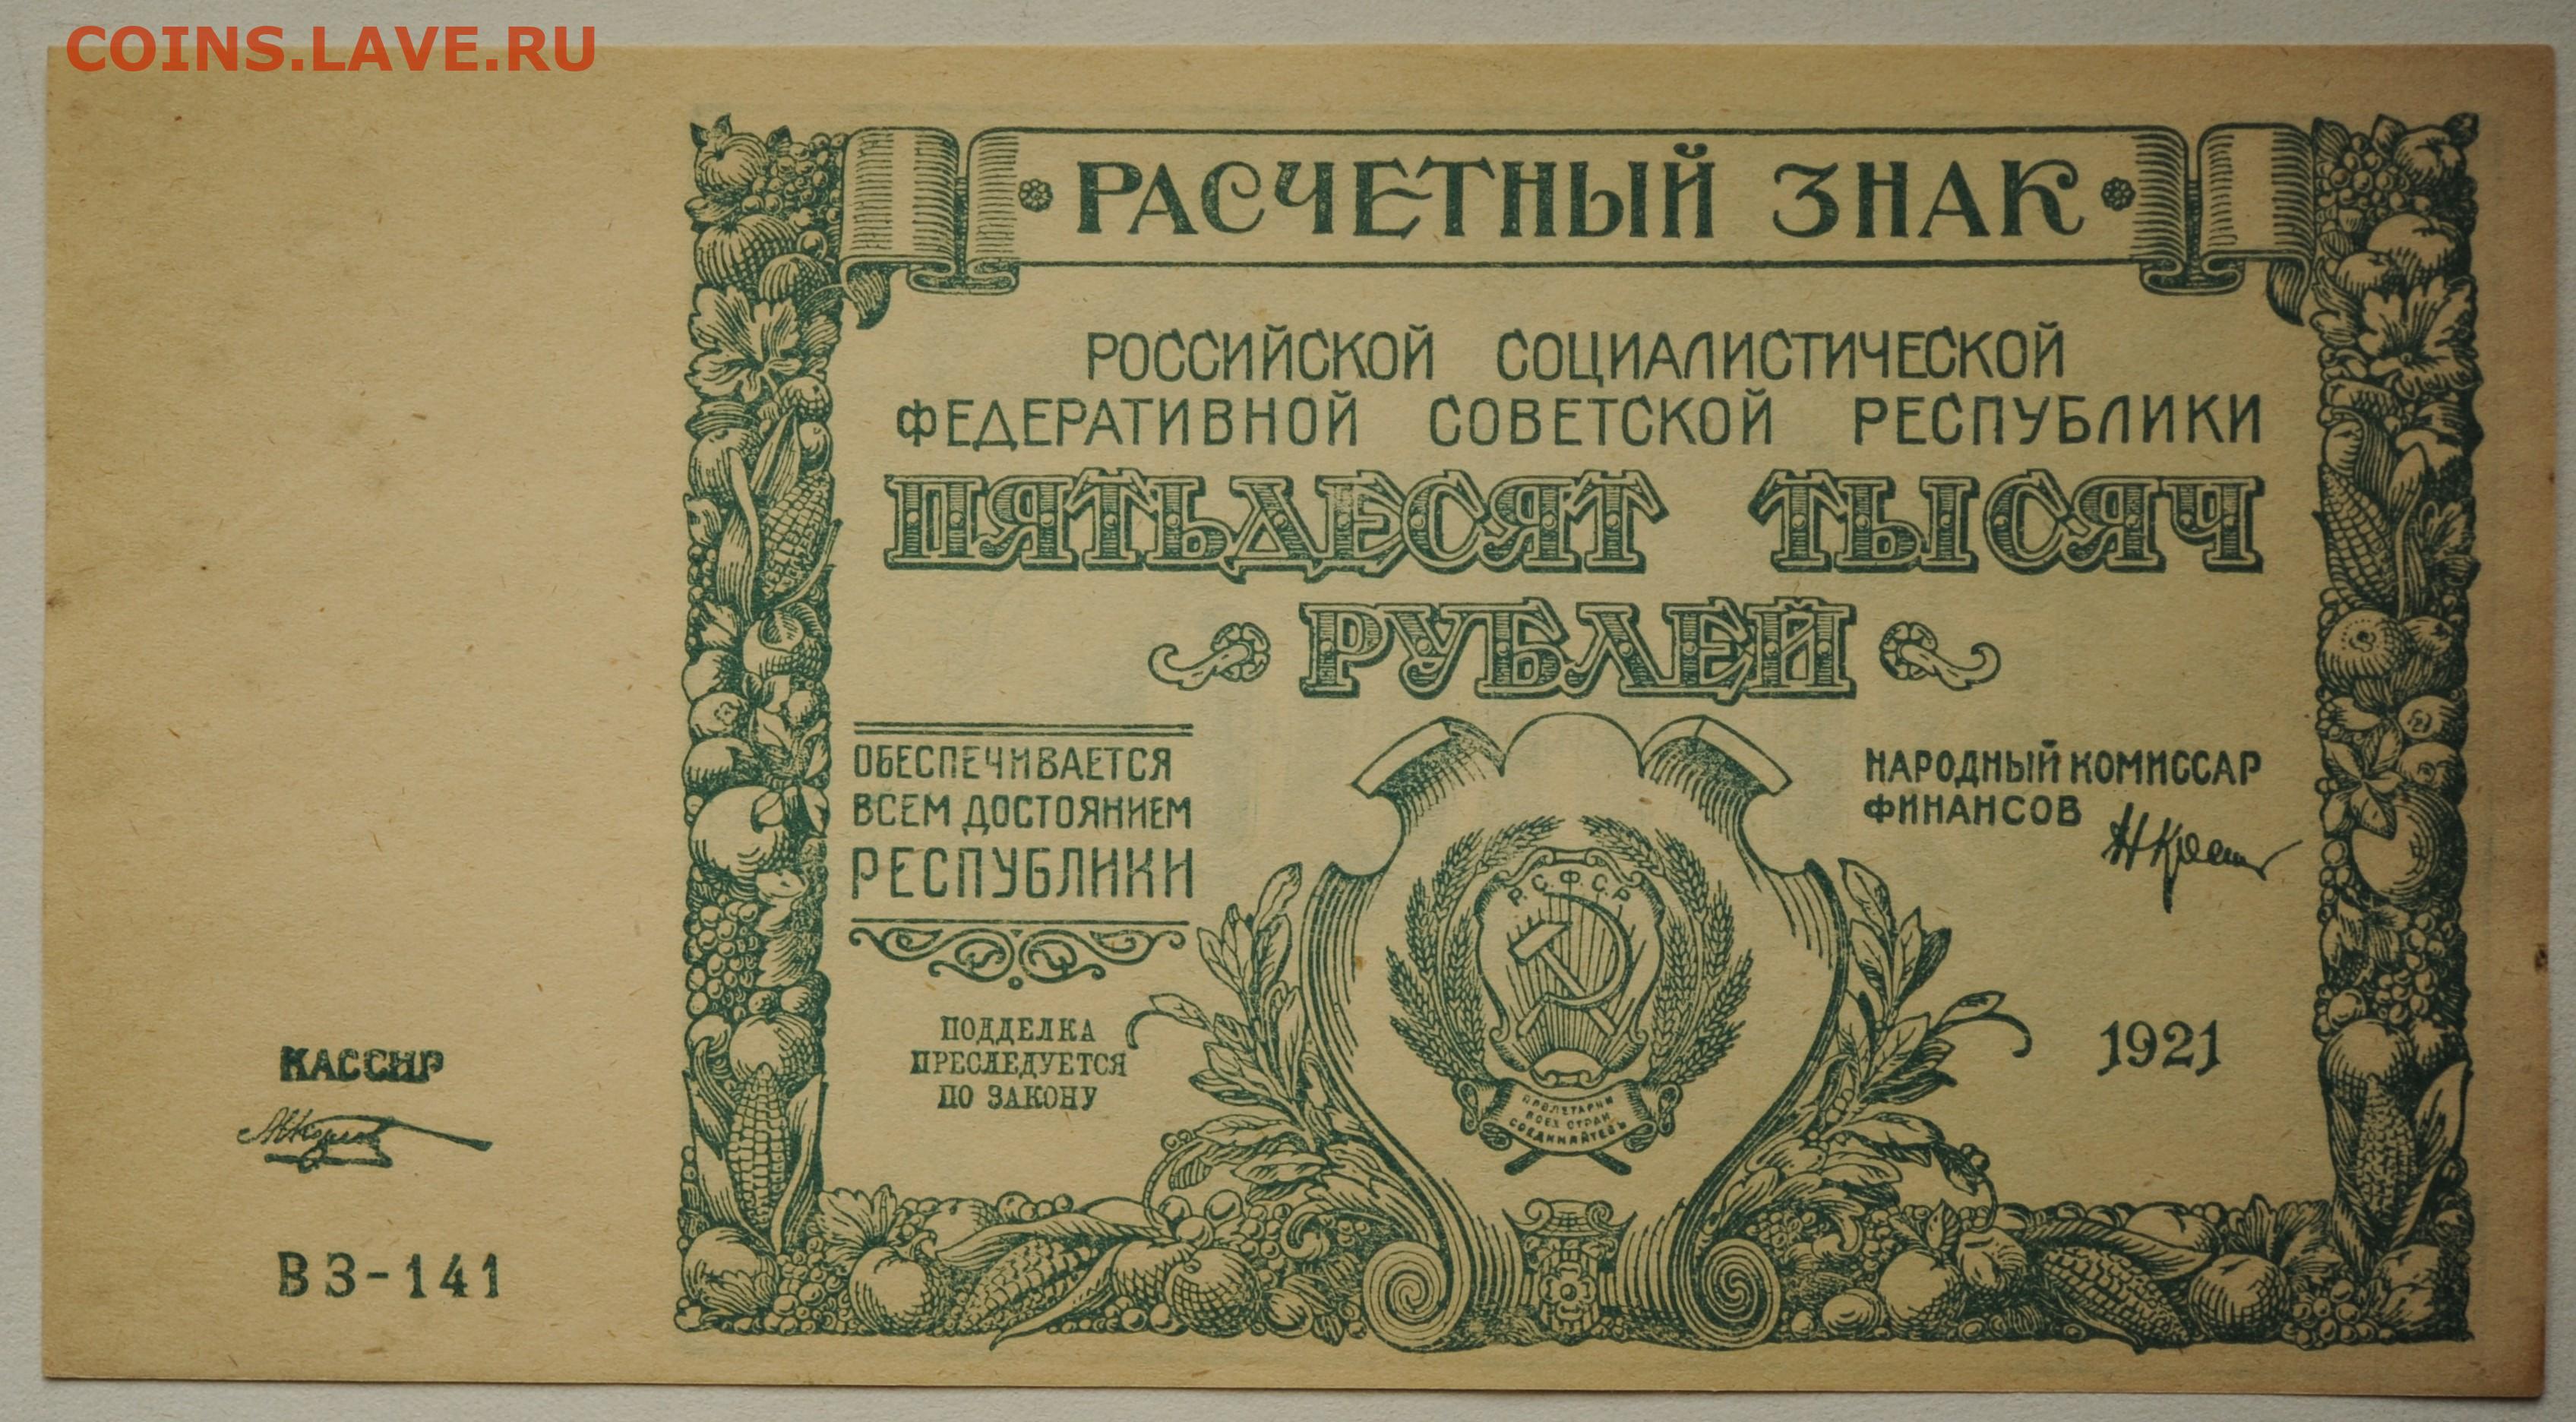 COINS.LAVE.RU
РАСЧЕТНЫЙ ЗНАК
РОССИЙСКОЙ СОЦИАЛИСТИЧЕСКОЙ
ФЕДЕРАТИВНОЙ СОВЕТСКОЙ РЕСПУБЛИКИ
ПЯТЬДЕСЯТ ТЫСЯЧ
РУБЛЕЙ
ОБЕСПЕЧИВАЕТСЯ
ВСЕМ ДОСТОЯНИЕМ
РЕСПУБЛИКИ
ПОДДЕЛКА
ПРЕСЛЕДУЕТСЯ
ПО ЗАКОНУ
Р.С.Ф.С.Р.
ПРОЛЕТАРИИ
ВСЕХ СТРАН
СОЕДИНЯЙТЕСЬ
НАРОДНЫЙ КОМИССАР
ФИНАНСОВ
1921
КАССИР
ВЗ-141